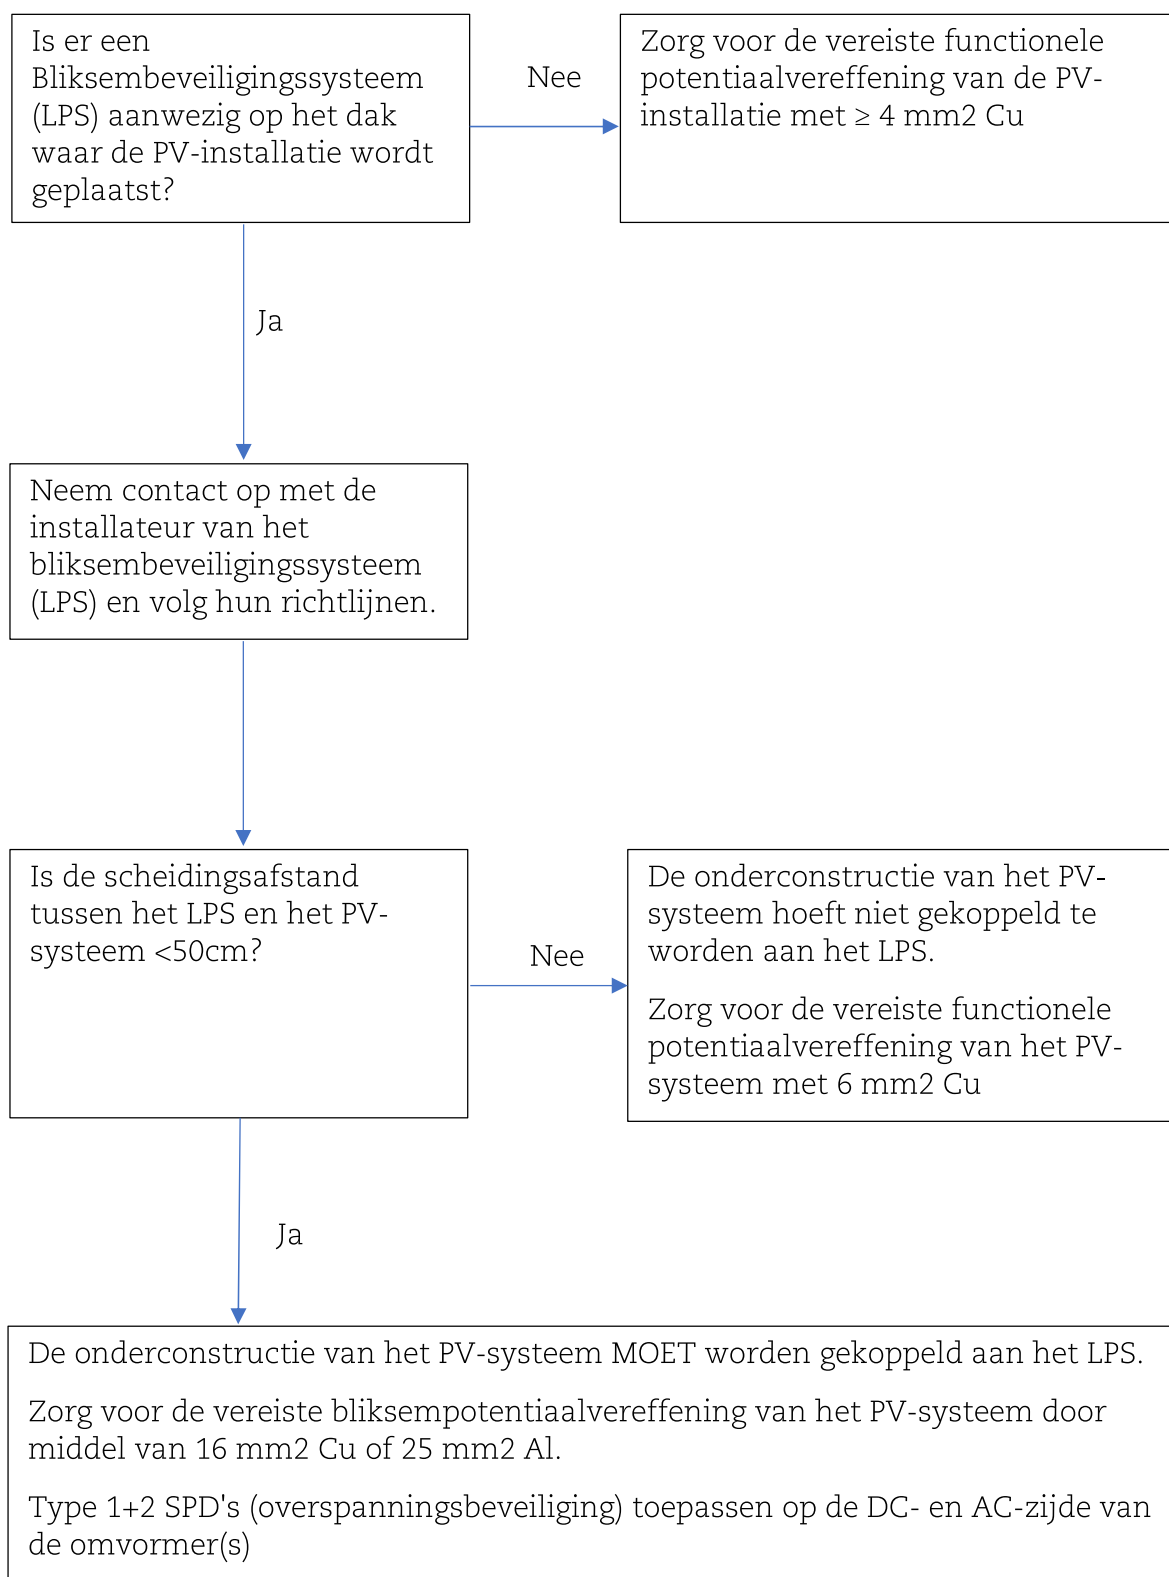 Is er een
Bliksembeveiligingssysteem
(LPS) aanwezig op het dak
waar de PV-installatie wordt
geplaatst?
Nee
Zorg voor de vereiste functionele
potentiaalvereffening van de PV-
installatie met ≥ 4 mm2 Cu
Ja
Neem contact op met de
installateur van het
bliksembeveiligingssysteem
(LPS) en volg hun richtlijnen.
Is de scheidingsafstand
tussen het LPS en het PV-
systeem <50cm?
Nee
De onderconstructie van het PV-
systeem hoeft niet gekoppeld te
worden aan het LPS.
Zorg voor de vereiste functionele
potentiaalvereffening van het PV-
systeem met 6 mm2 Cu
Ja
De onderconstructie van het PV-systeem MOET worden gekoppeld aan het LPS.
Zorg voor de vereiste bliksempotentiaalvereffening van het PV-systeem door
middel van 16 mm2 Cu of 25 mm2 Al.
Type 1+2 SPD's (overspanningsbeveiliging) toepassen op de DC- en AC-zijde van
de omvormer(s)